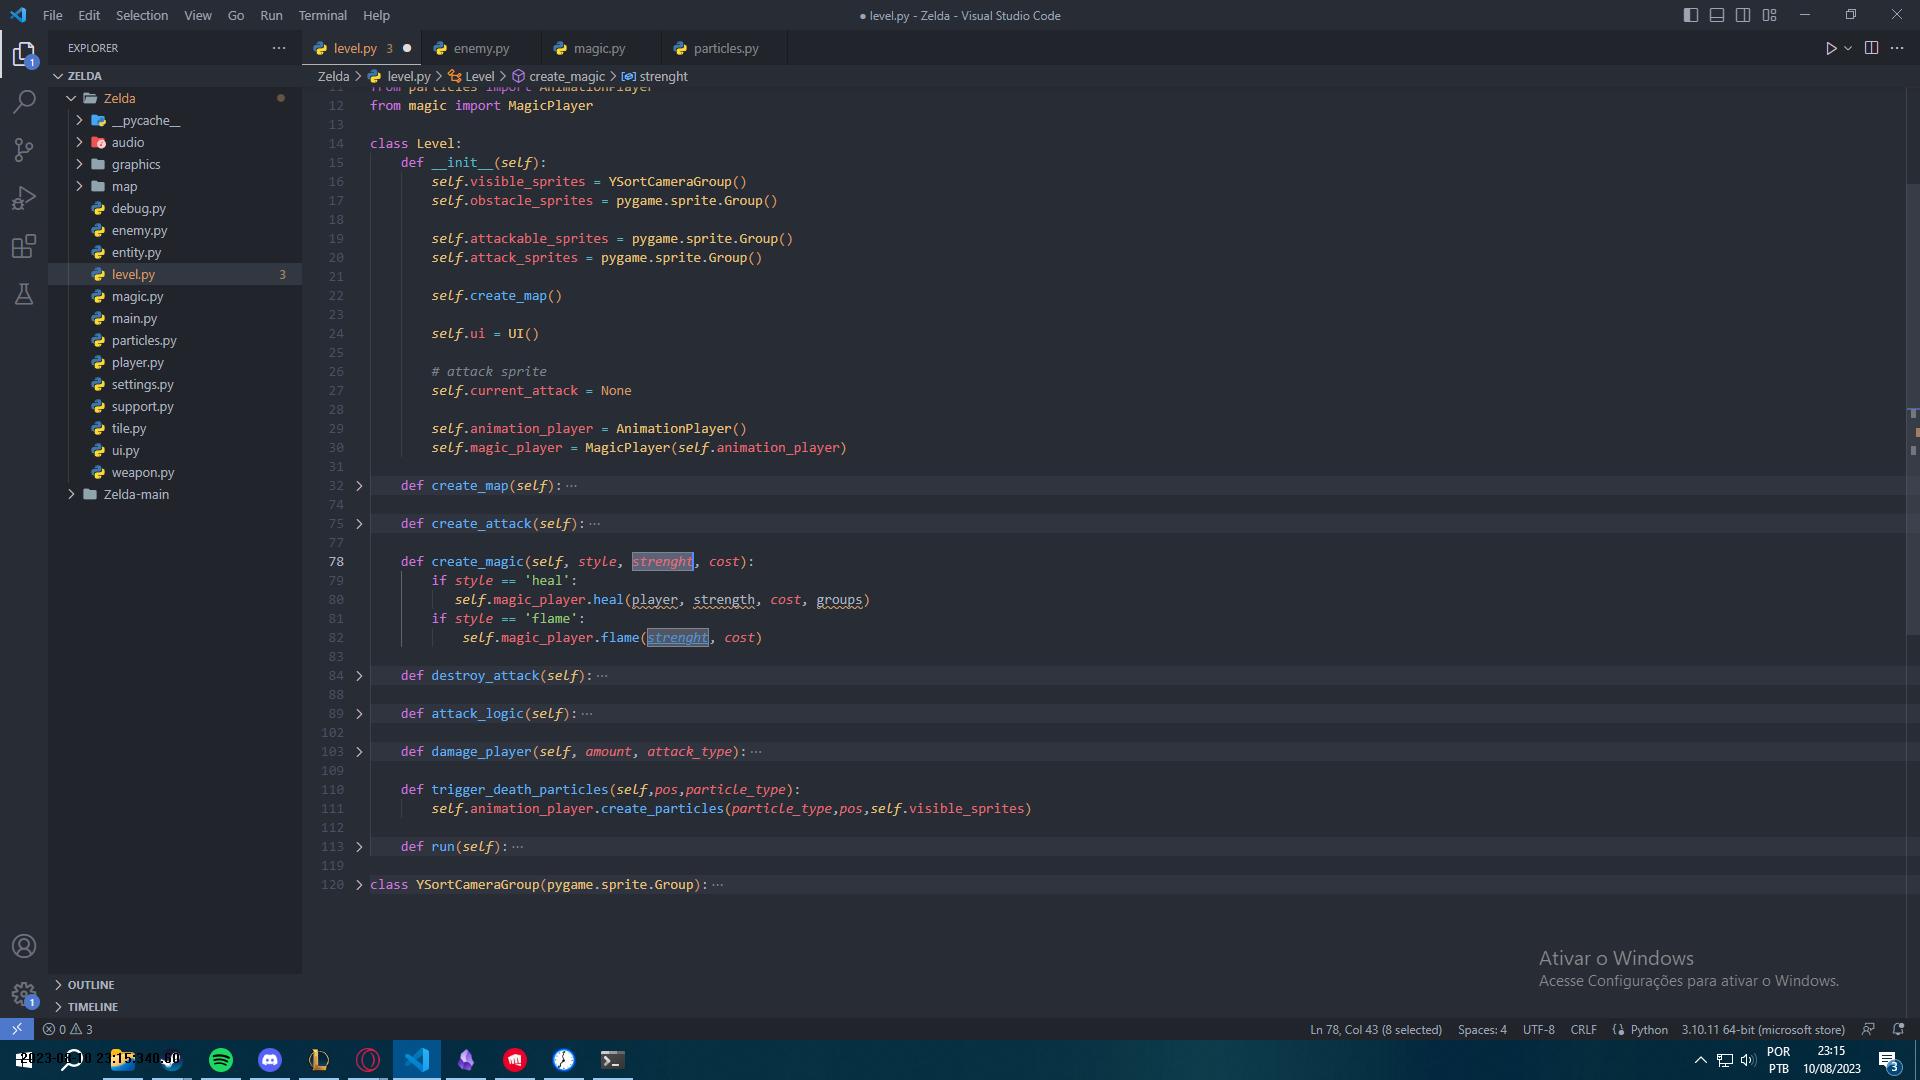 File Edit Selection View Go Run Terminal Help
● level.py - Zelda - Visual Studio Code
EXPLORER
ZELDA
Zelda
__pycache__
audio
graphics
map
debug.py
enemy.py
entity.py
level.py 3
magic.py
main.py
particles.py
player.py
settings.py
support.py
tile.py
ui.py
weapon.py
Zelda-main
OUTLINE
TIMELINE
level.py 3 ● enemy.py magic.py particles.py
Zelda > level.py > Level > create_magic > strenght
11 from particles import AnimationPlayer
12 from magic import MagicPlayer
13
14 class Level:
15 def __init__(self):
16 self.visible_sprites = YSortCameraGroup()
17 self.obstacle_sprites = pygame.sprite.Group()
18
19 self.attackable_sprites = pygame.sprite.Group()
20 self.attack_sprites = pygame.sprite.Group()
21
22 self.create_map()
23
24 self.ui = UI()
25
26 # attack sprite
27 self.current_attack = None
28
29 self.animation_player = AnimationPlayer()
30 self.magic_player = MagicPlayer(self.animation_player)
31
32 def create_map(self): ···
74
75 def create_attack(self): ···
77
78 def create_magic(self, style, strenght, cost):
79 if style == 'heal':
80 self.magic_player.heal(player, strength, cost, groups)
81 if style == 'flame':
82 self.magic_player.flame(strenght, cost)
83
84 def destroy_attack(self): ···
88
89 def attack_logic(self): ···
102
103 def damage_player(self, amount, attack_type): ···
109
110 def trigger_death_particles(self,pos,particle_type):
111 self.animation_player.create_particles(particle_type,pos,self.visible_sprites)
112
113 def run(self): ···
119
120 class YSortCameraGroup(pygame.sprite.Group): ···
Ativar o Windows
Acesse Configurações para ativar o Windows.
1
1
0 3
Ln 78, Col 43 (8 selected) Spaces: 4 UTF-8 CRLF Python 3.10.11 64-bit (microsoft store)
POR
PTB
23:15
10/08/2023
3